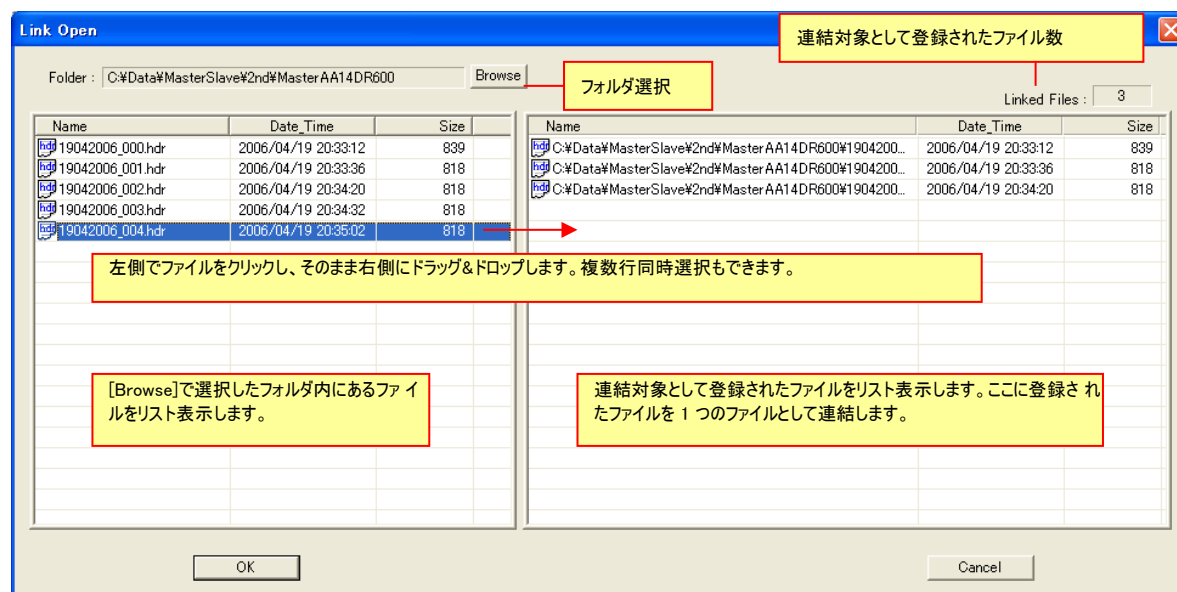 Link Open
連結対象として登録されたファイル数
Folder : C:¥Data¥MasterSlave¥2nd¥MasterAA14DR600 Browse
フォルダ選択
Linked Files : 3
Name Date_Time Size
19042006_000.hdr 2006/04/19 20:33:12 839
19042006_001.hdr 2006/04/19 20:33:36 818
19042006_002.hdr 2006/04/19 20:34:20 818
19042006_003.hdr 2006/04/19 20:34:32 818
19042006_004.hdr 2006/04/19 20:35:02 818
Name Date_Time Size
C:¥Data¥MasterSlave¥2nd¥MasterAA14DR600¥1904200... 2006/04/19 20:33:12 839
C:¥Data¥MasterSlave¥2nd¥MasterAA14DR600¥1904200... 2006/04/19 20:33:36 818
C:¥Data¥MasterSlave¥2nd¥MasterAA14DR600¥1904200... 2006/04/19 20:34:20 818
左側でファイルをクリックし、そのまま右側にドラッグ&ドロップします。複数行同時選択もできます。
[Browse]で選択したフォルダ内にあるファイ
ルをリスト表示します。
連結対象として登録されたファイルをリスト表示します。ここに登録され
たファイルを 1 つのファイルとして連結します。
OK
Cancel